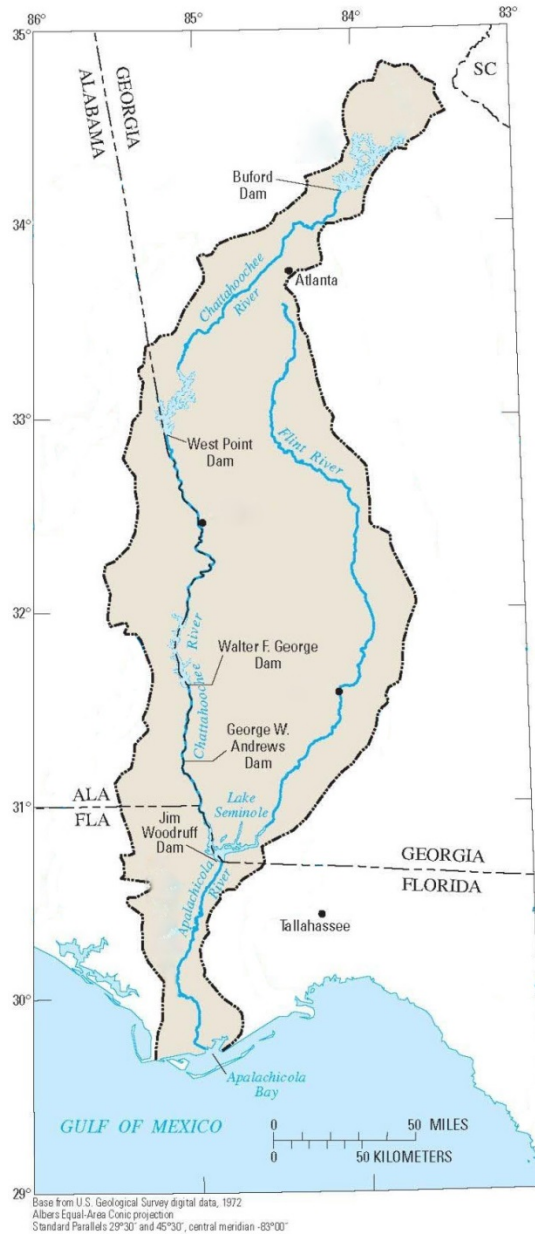 86°
85°
84°
83°
35°
SC
GEORGIA
ALABAMA
Buford
Dam
34°
Atlanta
Chattahoochee
River
33°
West Point
Dam
Flint River
32°
Walter F. George
Dam
Chattahoochee River
George W.
Andrews
Dam
31°
ALA
FLA
Lake
Seminole
Jim
Woodruff
Dam
GEORGIA
FLORIDA
Apalachicola
River
Tallahassee
30°
Apalachicola
Bay
GULF OF MEXICO
0 50 MILES
0 50 KILOMETERS
29°
Base from U.S. Geological Survey digital data, 1972
Albers Equal-Area Conic projection
Standard Parallels 29°30' and 45°30', central meridian -83°00"